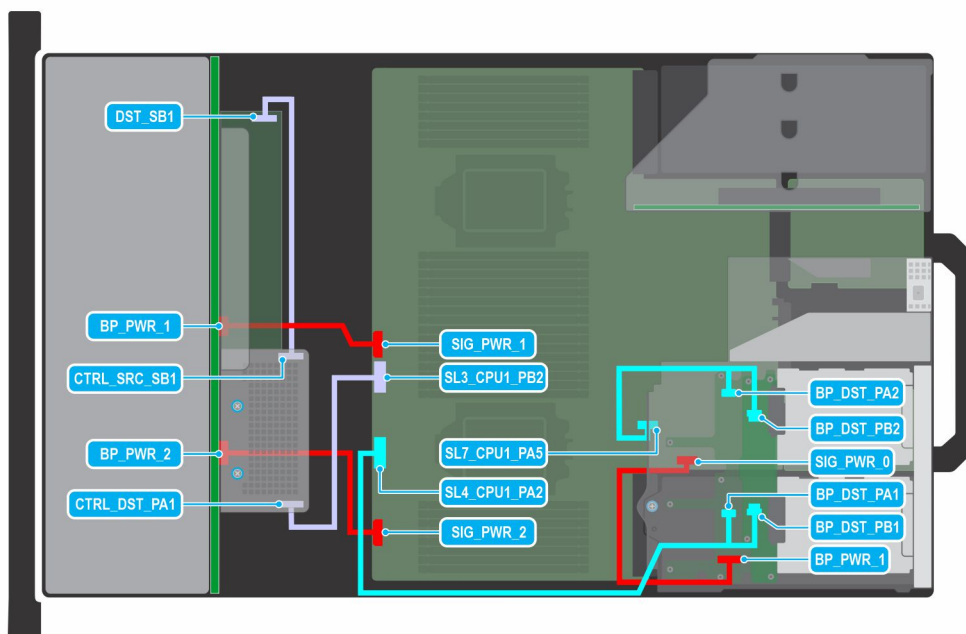 DST_SB1
BP_PWR_1
CTRL_SRC_SB1
BP_PWR_2
CTRL_DST_PA1
SIG_PWR_1
SL3_CPU1_PB2
SL7_CPU1_PA5
SL4_CPU1_PA2
SIG_PWR_2
BP_DST_PA2
BP_DST_PB2
SIG_PWR_0
BP_DST_PA1
BP_DST_PB1
BP_PWR_1